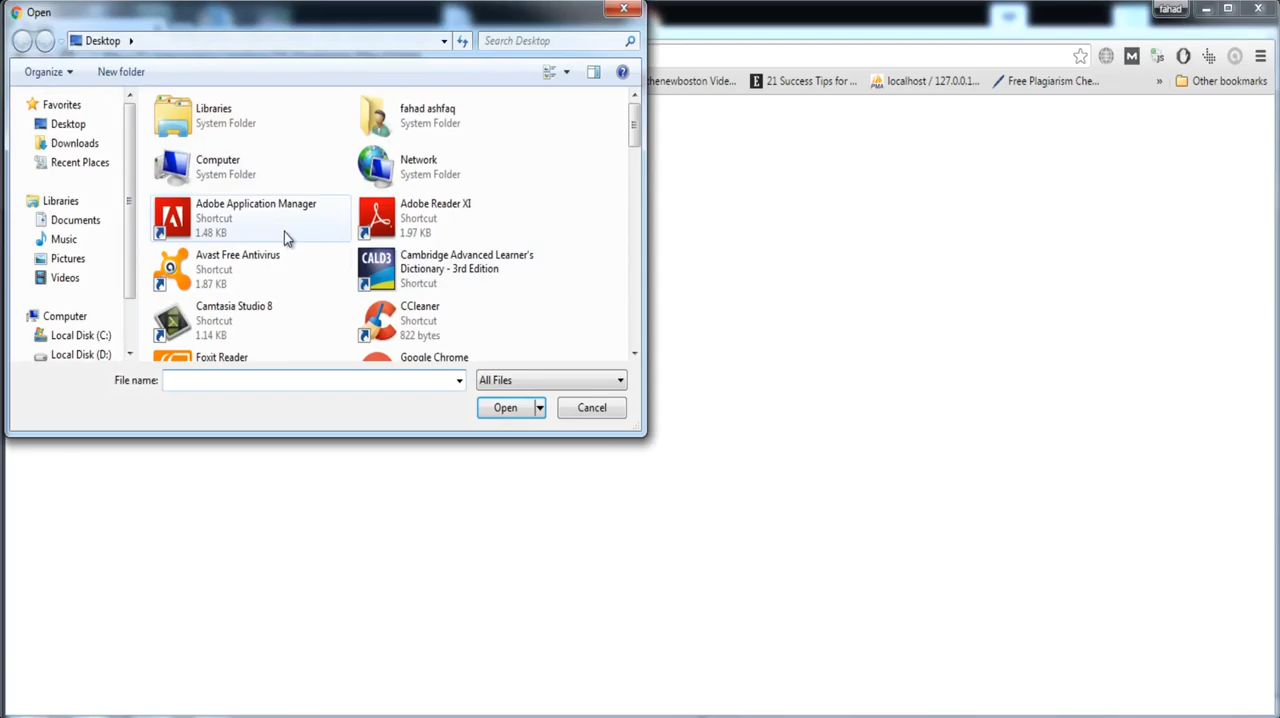 Open
fahad
Desktop
Search Desktop
Organize
New folder
thenewboston Vide...
21 Success Tips for ...
localhost / 127.0.0.1...
Free Plagiarism Che...
»
Other bookmarks
Favorites
Desktop
Downloads
Recent Places
Libraries
Documents
Music
Pictures
Videos
Computer
Local Disk (C:)
Local Disk (D:)
Libraries
System Folder
fahad ashfaq
System Folder
Computer
System Folder
Network
System Folder
Adobe Application Manager
Shortcut
1.48 KB
Adobe Reader XI
Shortcut
1.97 KB
Avast Free Antivirus
Shortcut
1.87 KB
CALD3
Cambridge Advanced Learner's
Dictionary - 3rd Edition
Shortcut
Camtasia Studio 8
Shortcut
1.14 KB
CCleaner
Shortcut
822 bytes
Foxit Reader
Google Chrome
File name:
All Files
Open
Cancel